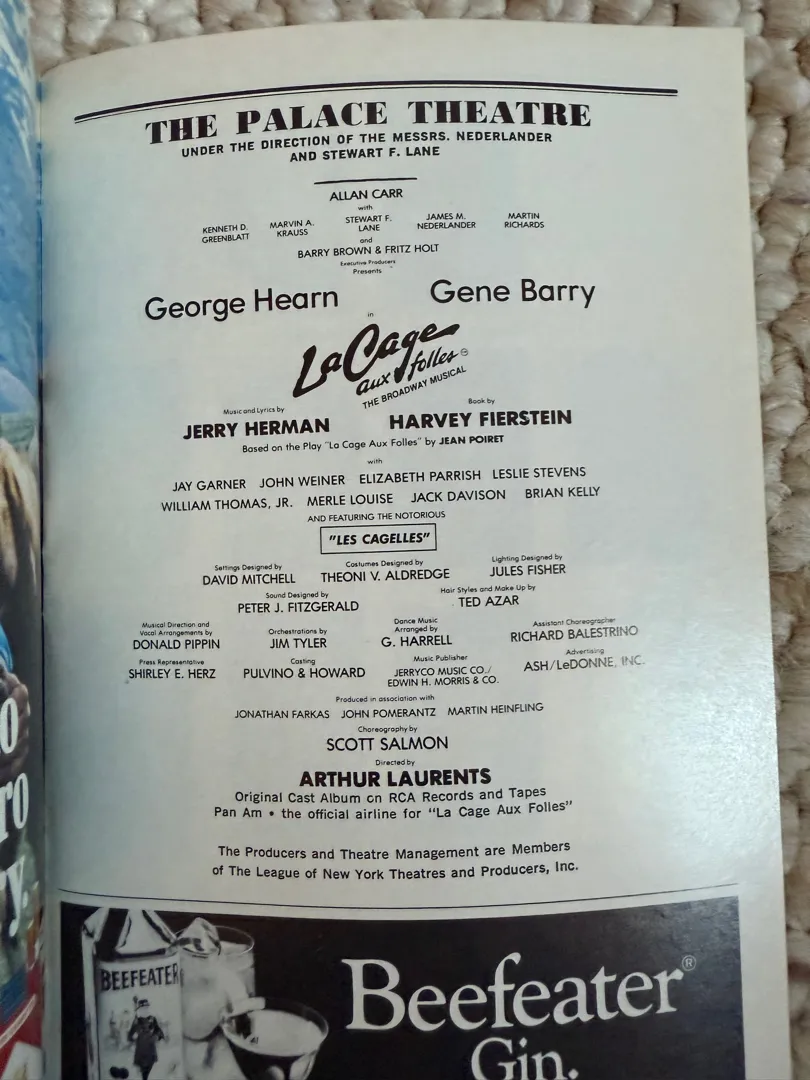 THE PALACE THEATRE
UNDER THE DIRECTION OF THE MESSRS. NEDERLANDER
AND STEWART F. LANE
ALLAN CARR
with
KENNETH D. GREENBLATT
MARVIN A. KRAUSS
STEWART F. LANE
JAMES M. NEDERLANDER
MARTIN RICHARDS
and
BARRY BROWN & FRITZ HOLT
Executive Producers
Presents
George Hearn Gene Barry
in
La Cage
aux folles
THE BROADWAY MUSICAL
Music and Lyrics by
JERRY HERMAN
Book by
HARVEY FIERSTEIN
Based on the Play "La Cage Aux Folles" by JEAN POIRET
with
JAY GARNER JOHN WEINER ELIZABETH PARRISH LESLIE STEVENS
WILLIAM THOMAS, JR. MERLE LOUISE JACK DAVISON BRIAN KELLY
AND FEATURING THE NOTORIOUS
"LES CAGELLES"
Settings Designed by
DAVID MITCHELL
Costumes Designed by
THEONI V. ALDREDGE
Lighting Designed by
JULES FISHER
Sound Designed by
PETER J. FITZGERALD
Hair Styles and Make Up by
TED AZAR
Musical Direction and
Vocal Arrangements by
DONALD PIPPIN
Orchestrations by
JIM TYLER
Dance Music
Arranged by
G. HARRELL
Assistant Choreographer
RICHARD BALESTRINO
Press Representative
SHIRLEY E. HERZ
Casting
PULVINO & HOWARD
Music Publisher
JERRYCO MUSIC CO./
EDWIN H. MORRIS & CO.
Advertising
ASH/LeDONNE, INC.
Produced in association with
JONATHAN FARKAS JOHN POMERANTZ MARTIN HEINFLING
Choreography by
SCOTT SALMON
Directed by
ARTHUR LAURENTS
Original Cast Album on RCA Records and Tapes
Pan Am • the official airline for "La Cage Aux Folles"
The Producers and Theatre Management are Members
of The League of New York Theatres and Producers, Inc.
BEEFEATER
Beefeater®
Gin.